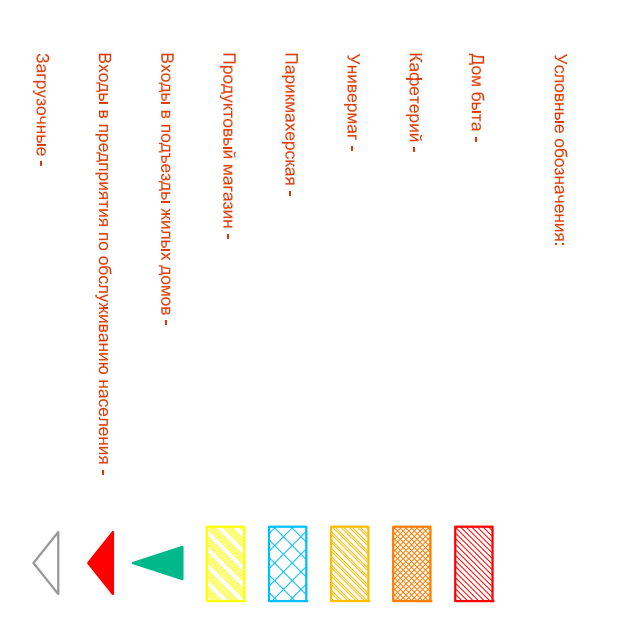 Условные обозначения:
Дом быта -
Кафетерий -
Универмаг -
Парикмахерская -
Продуктовый магазин -
Входы в подъезды жилых домов -
Входы в предприятия по обслуживанию населения -
Загрузочные -